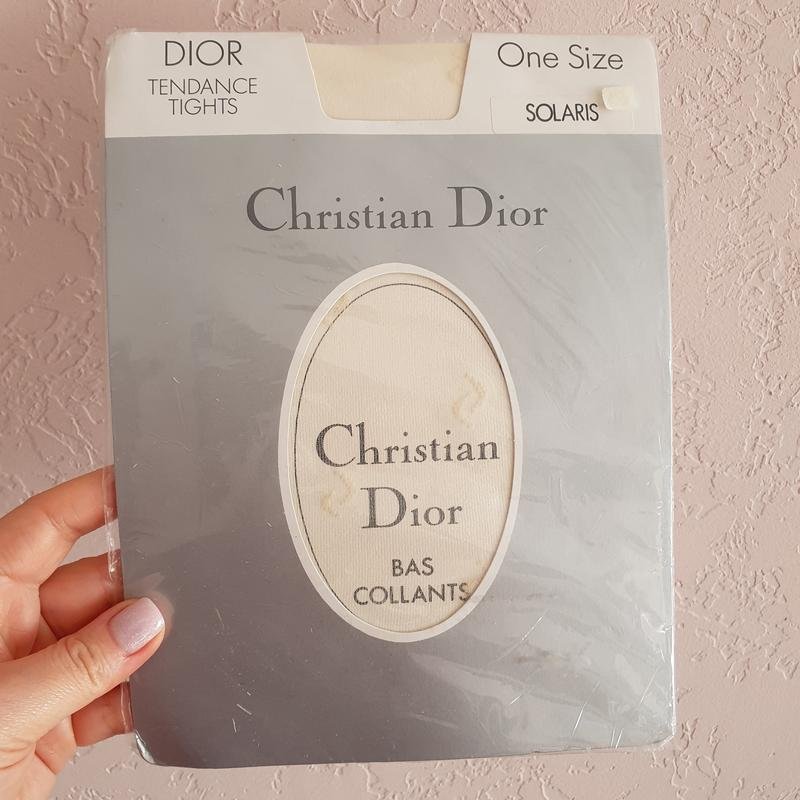 DIOR
TENDANCE
TIGHTS
One Size
SOLARIS
Christian Dior
Christian
Dior
BAS
COLLANTS